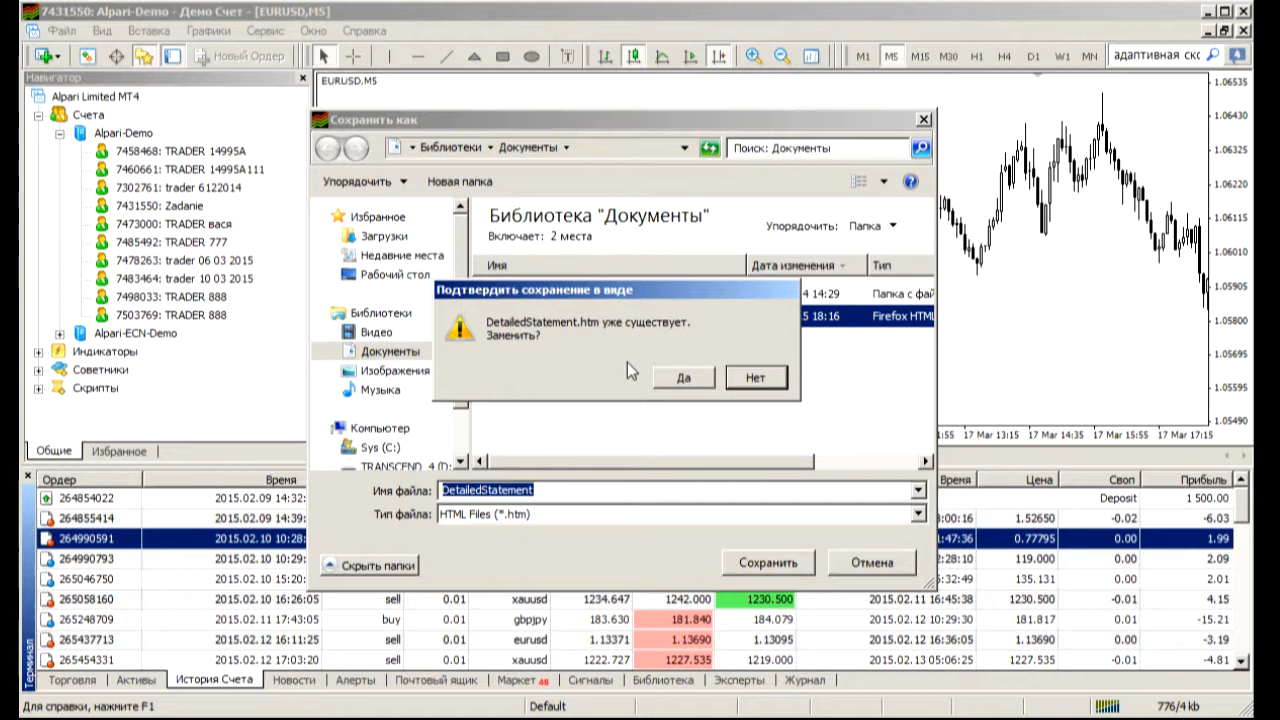 7431550: Alpari-Demo - Демо Счет - [EURUSD,M5]
Файл Вид Вставка Графики Сервис Окно Справка
Новый Ордер M1 M5 M15 M30 H1 H4 D1 W1 MN адаптивная скс
Навигатор
Alpari Limited MT4
Счета
Alpari-Demo
7458468: TRADER 14995A
7460661: TRADER 14995A111
7302761: trader 6122014
7431550: Zadanie
7473000: TRADER вася
7485492: TRADER 777
7478263: trader 06 03 2015
7483464: trader 10 03 2015
7498033: TRADER 888
7503769: TRADER 888
Alpari-ECN-Demo
Индикаторы
Советники
Скрипты
Общие Избранное
EURUSD,M5
1.06535
1.06430
1.06325
1.06220
1.06115
1.06010
1.05905
1.05800
1.05695
1.05595
1.05490
1:55 17 Mar 13:15 17 Mar 14:35 17 Mar 15:55 17 Mar 17:15
Сохранить как
Библиотеки Документы Поиск: Документы
Упорядочить Новая папка
Избранное
Загрузки
Недавние места
Рабочий стол
Библиотеки
Видео
Документы
Изображения
Музыка
Компьютер
Sys (C:)
TRANSCEND_4 (D:
Библиотека "Документы"
Включает: 2 места
Упорядочить: Папка
Имя Дата изменения Тип
4 14:29 Папка с фай
5 18:16 Firefox HTML
Подтвердить сохранение в виде
DetailedStatement.htm уже существует.
Заменить?
Да Нет
Имя файла: DetailedStatement
Тип файла: HTML Files (*.htm)
Скрыть папки Сохранить Отмена
Ордер Время Время Цена Своп Прибыль
264854022 2015.02.09 14:32: Deposit 1 500.00
264855414 2015.02.09 14:39: 3:00:16 1.52650 -0.02 -6.03
264990591 2015.02.10 10:28: 1:47:36 0.77795 0.00 1.99
264990793 2015.02.10 10:29: 2:28:10 119.000 0.00 2.09
265046750 2015.02.10 15:20: 5:32:49 135.131 0.00 2.01
265058160 2015.02.10 16:26:05 sell 0.01 xauusd 1234.647 1242.000 1230.500 2015.02.11 16:45:38 1230.500 -0.01 4.15
265248709 2015.02.11 17:43:05 buy 0.01 gbpjpy 183.630 181.840 184.079 2015.02.12 10:29:30 181.817 0.01 -15.21
265437713 2015.02.12 16:11:25 sell 0.01 eurusd 1.13371 1.13690 1.13095 2015.02.12 16:36:05 1.13690 0.00 -3.19
265454331 2015.02.12 17:03:20 sell 0.01 xauusd 1222.727 1227.535 1219.000 2015.02.13 05:06:25 1227.535 -0.01 -4.81
Терминал
Торговля Активы История Счета Новости Алерты Почтовый ящик Маркет 48 Сигналы Библиотека Эксперты Журнал
Для справки, нажмите F1 Default 776/4 kb